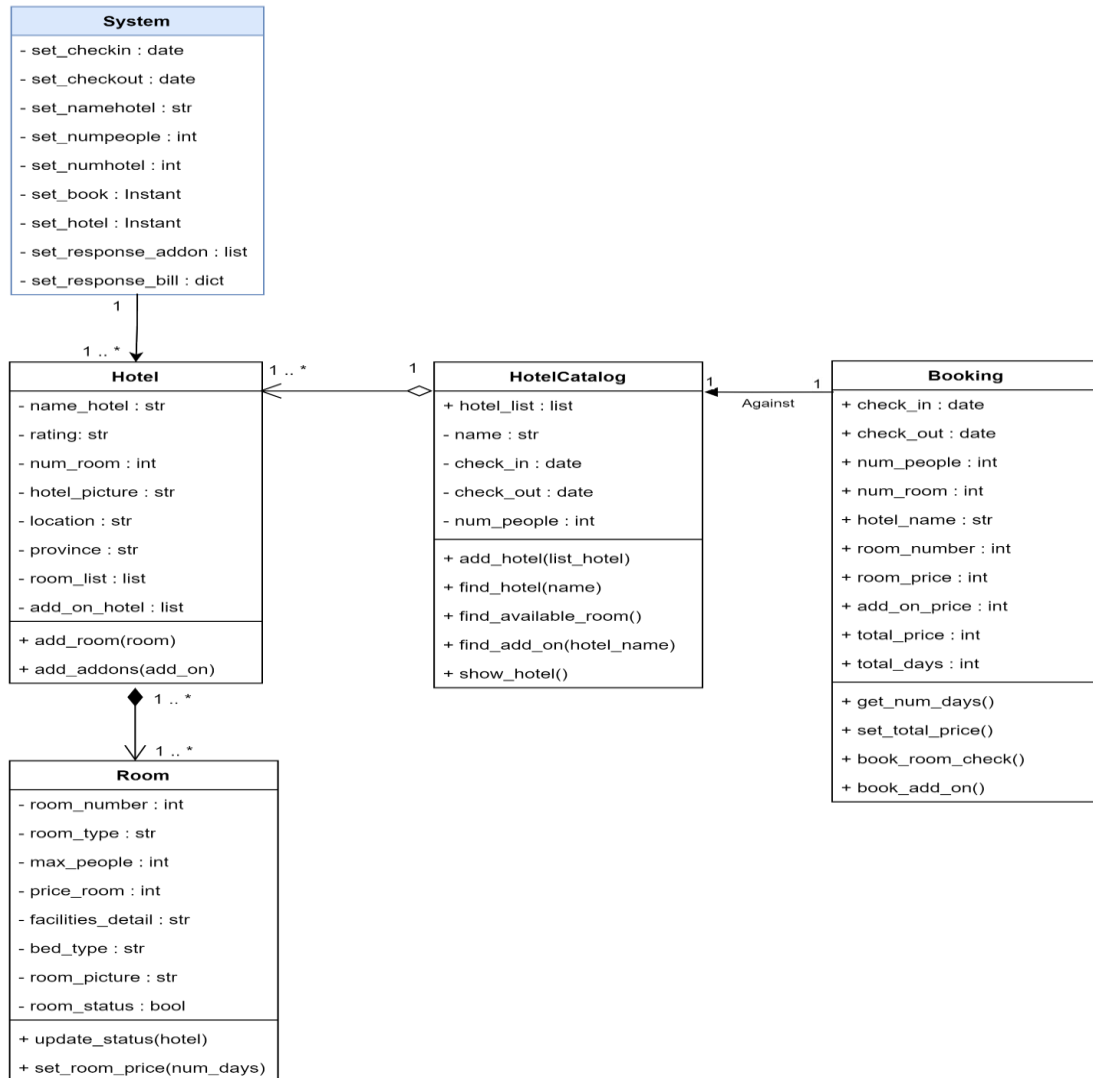 System
- set_checkin : date
- set_checkout : date
- set_namehotel : str
- set_numpeople : int
- set_numhotel : int
- set_book : Instant
- set_hotel : Instant
- set_response_addon : list
- set_response_bill : dict
1
1 .. *
Hotel
- name_hotel : str
- rating: str
- num_room : int
- hotel_picture : str
- location : str
- province : str
- room_list : list
- add_on_hotel : list
+ add_room(room)
+ add_addons(add_on)
1 .. *
1
HotelCatalog
+ hotel_list : list
- name : str
- check_in : date
- check_out : date
- num_people : int
+ add_hotel(list_hotel)
+ find_hotel(name)
+ find_available_room()
+ find_add_on(hotel_name)
+ show_hotel()
1
Against
1
Booking
+ check_in : date
+ check_out : date
+ num_people : int
+ num_room : int
+ hotel_name : str
+ room_number : int
+ room_price : int
+ add_on_price : int
+ total_price : int
+ total_days : int
+ get_num_days()
+ set_total_price()
+ book_room_check()
+ book_add_on()
1 .. *
1 .. *
Room
- room_number : int
- room_type : str
- max_people : int
- price_room : int
- facilities_detail : str
- bed_type : str
- room_picture : str
- room_status : bool
+ update_status(hotel)
+ set_room_price(num_days)